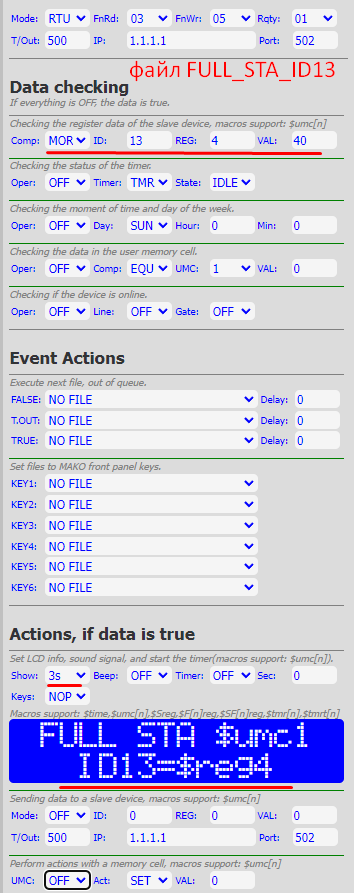 Mode: RTU FnRd: 03 FnWr: 05 Rqty: 01
T/Out: 500 IP: 1.1.1.1 Port: 502
файл FULL_STA_ID13
Data checking
If everything is OFF, the data is true.
Checking the register data of the slave device, macros support: $umc[n]
Comp: MOR ID: 13 REG: 4 VAL: 40
Checking the status of the timer.
Oper: OFF Timer: TMR State: IDLE
Checking the moment of time and day of the week.
Oper: OFF Day: SUN Hour: 0 Min: 0
Checking the data in the user memory cell.
Oper: OFF Comp: EQU UMC: 1 VAL: 0
Checking if the device is online.
Oper: OFF Line: OFF Gate: OFF
Event Actions
Execute next file, out of queue.
FALSE: NO FILE Delay: 0
T.OUT: NO FILE Delay: 0
TRUE: NO FILE Delay: 0
Set files to MAKO front panel keys.
KEY1: NO FILE
KEY2: NO FILE
KEY3: NO FILE
KEY4: NO FILE
KEY5: NO FILE
KEY6: NO FILE
Actions, if data is true
Set LCD info, sound signal, and start the timer(macros support: $umc[n]).
Show: 3s Beep: OFF Timer: OFF Sec: 0
Keys: NOP
Macros support: $time,$umc[n],$Sreg,$F[n]reg,$SF[n]reg,$tmr[n],$tmrt[n]
FULL STA $umc1
ID13=$reg4
Sending data to a slave device, macros support: $umc[n]
Mode: OFF ID: 0 REG: 0 VAL: 0
T/Out: 500 IP: 1.1.1.1 Port: 502
Perform actions with a memory cell, macros support: $umc[n]
UMC: OFF Act: SET VAL: 0